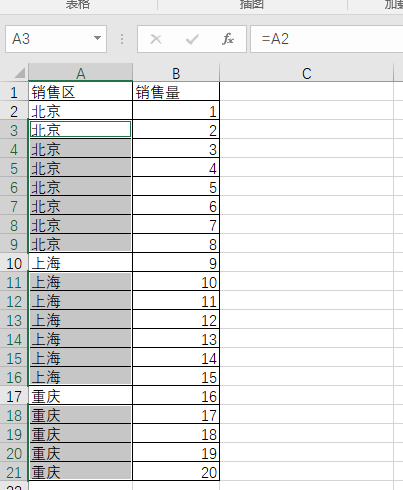 表格 插图
A3 fx =A2
A B C
1 销售区 销售量
2 北京 1
3 北京 2
4 北京 3
5 北京 4
6 北京 5
7 北京 6
8 北京 7
9 北京 8
10 上海 9
11 上海 10
12 上海 11
13 上海 12
14 上海 13
15 上海 14
16 上海 15
17 重庆 16
18 重庆 17
19 重庆 18
20 重庆 19
21 重庆 20